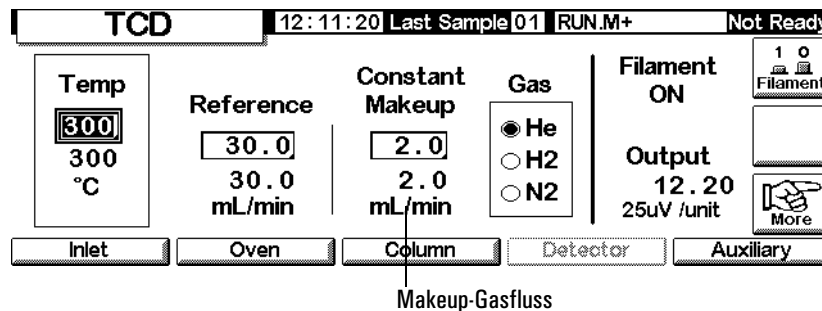 TCD
12:11:20 Last Sample 01 RUN.M+ Not Ready
Temp
300
300
°C
Reference
30.0
30.0
mL/min
Constant
Makeup
2.0
2.0
mL/min
Gas
He
H2
N2
Filament
ON
Output
12.20
25uV /unit
1 0
Filament
More
Inlet Oven Column Detector Auxiliary
Makeup-Gasfluss